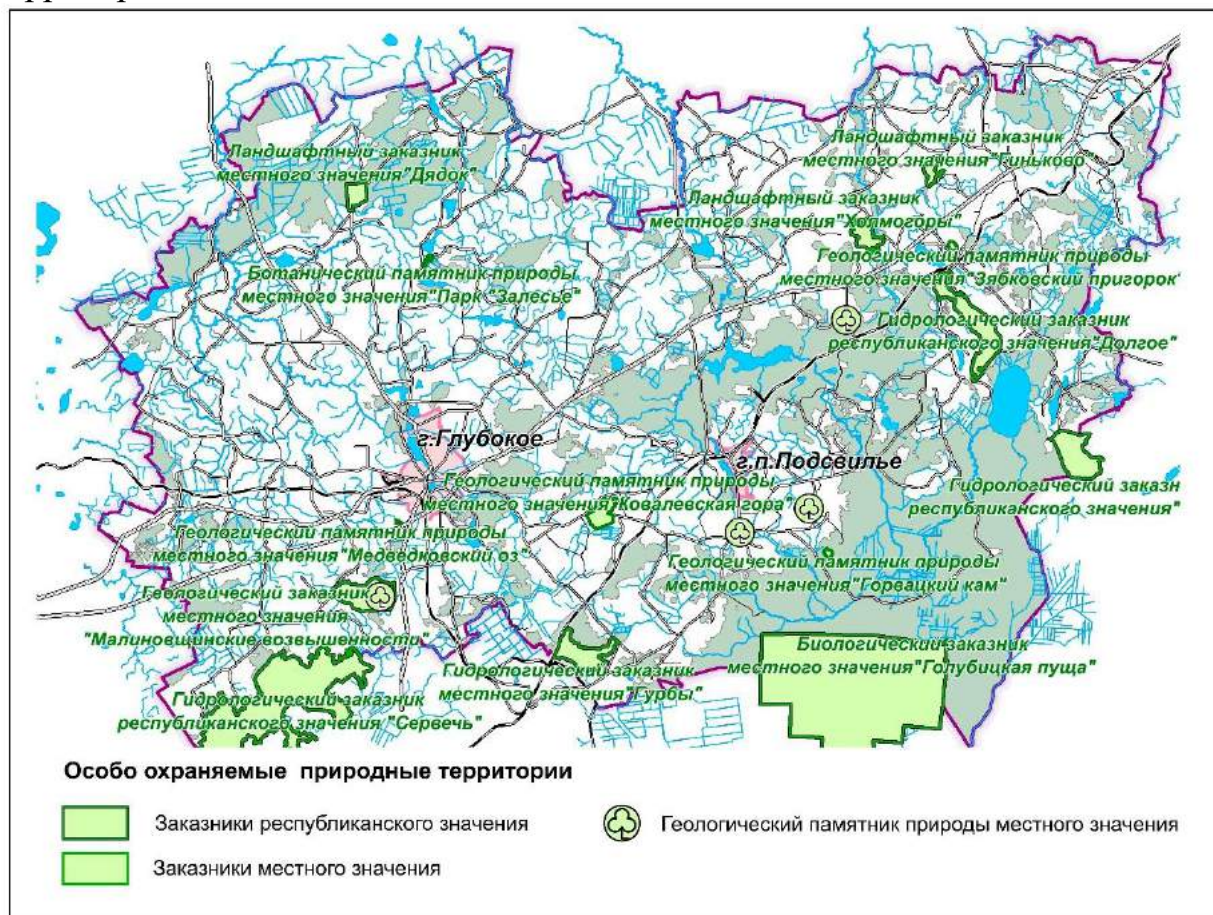 Ландшафтный заказник
местного значения "Дядок"
Ландшафтный заказник
местного значения "Гиньково"
Ландшафтный заказник
местного значения "Холмогоры"
Ботанический памятник природы
местного значения "Парк "Залесье"
Геологический памятник природы
местного значения "Зябковский пригорок"
Гидрологический заказник
республиканского значения "Долгое"
г.Глубокое
г.п.Подсвилье
Геологический памятник природы
местного значения "Ковалевская гора"
Гидрологический заказн
республиканского значения"
Геологический памятник природы
местного значения "Медведковский оз"
Геологический памятник природы
местного значения "Горвацкий кам"
Геологический заказник
местного значения
"Малиновщинские возвышенности"
Биологический заказник
местного значения "Голубицкая пуща"
Гидрологический заказник
местного значения "Гурбы"
Гидрологический заказник
республиканского значения "Сервечь"
Особо охраняемые природные территории
Заказники республиканского значения
Геологический памятник природы местного значения
Заказники местного значения